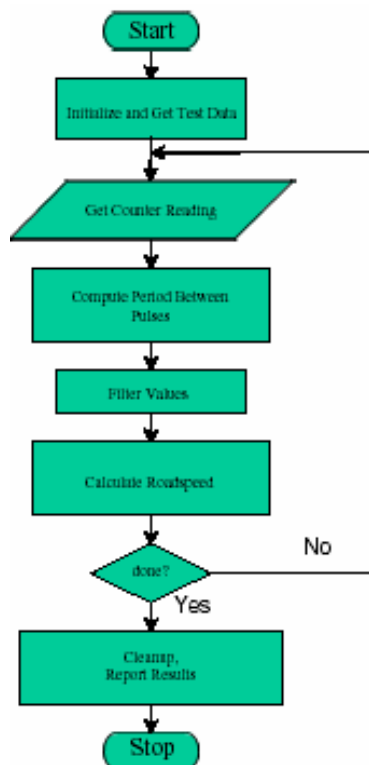 Start
Initialize and Get Test Data
Get Counter Reading
Compute Period Between
Pulses
Filter Values
Calculate Roadspeed
done?
No
Yes
Cleanup,
Report Results
Stop